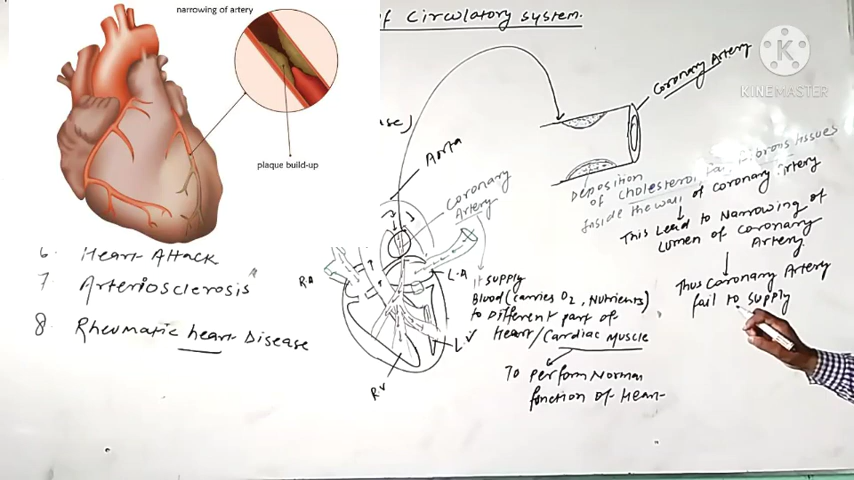 narrowing of artery
plaque build-up
of Circulatory system.
KINEMASTER
Aorta
Coronary
Artery
Coronary Artery
Deposition
of cholesterol, fat, fibrous tissues
Inside the wall of coronary Artery
This Lead to Narrowing of
Lumen of Coronary
Artery
Thus Coronary Artery
fail to supply
6. Heart Attack
7 Arteriosclerosis
8 Rheumatic heart Disease
R.A
L.A
L.V
R.V
It supply
Blood (carries O2, Nutrients)
to Different part of
Heart/Cardiac Muscle
To perform Normal
function of Heart